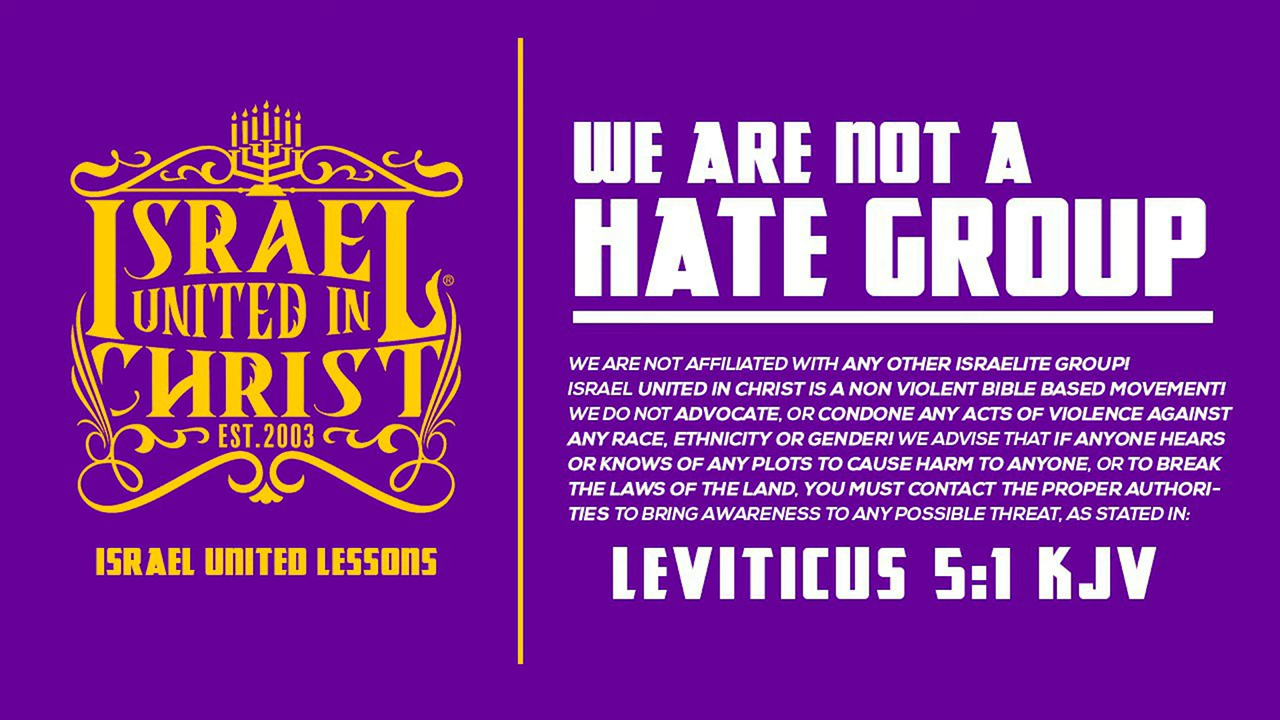 ISRAEL
UNITED IN
CHRIST
®
EST.2003
ISRAEL UNITED LESSONS
WE ARE NOT A
HATE GROUP
WE ARE NOT AFFILIATED WITH ANY OTHER ISRAELITE GROUP!
ISRAEL UNITED IN CHRIST IS A NON VIOLENT BIBLE BASED MOVEMENT!
WE DO NOT ADVOCATE, OR CONDONE ANY ACTS OF VIOLENCE AGAINST
ANY RACE, ETHNICITY OR GENDER! WE ADVISE THAT IF ANYONE HEARS
OR KNOWS OF ANY PLOTS TO CAUSE HARM TO ANYONE, OR TO BREAK
THE LAWS OF THE LAND, YOU MUST CONTACT THE PROPER AUTHORI-
TIES TO BRING AWARENESS TO ANY POSSIBLE THREAT, AS STATED IN:
LEVITICUS 5:1 KJV